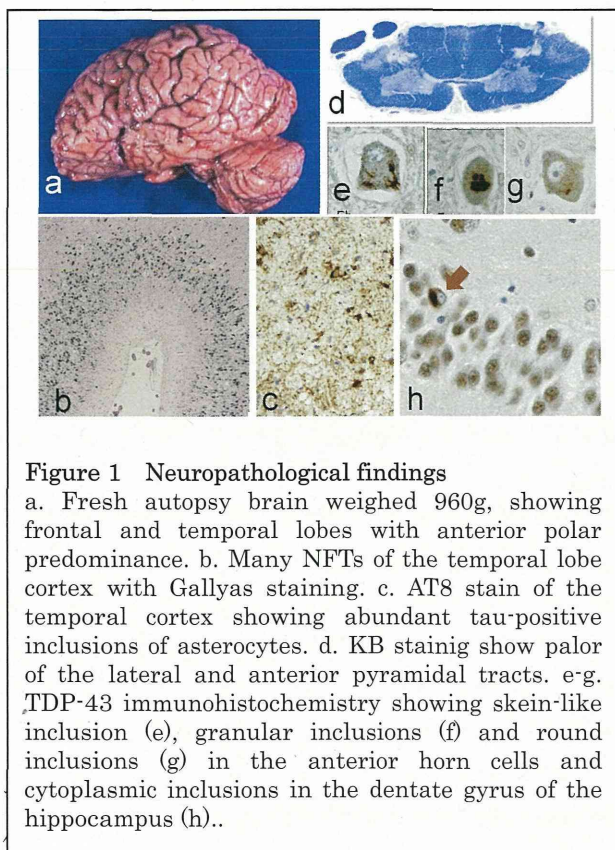 a
d
e
f
g
b
c
h
Figure 1 Neuropathological findings
a. Fresh autopsy brain weighed 960g, showing
frontal and temporal lobes with anterior polar
predominance. b. Many NFTs of the temporal lobe
cortex with Gallyas staining. c. AT8 stain of the
temporal cortex showing abundant tau-positive
inclusions of asterocytes. d. KB stainig show palor
of the lateral and anterior pyramidal tracts. e-g.
TDP-43 immunohistochemistry showing skein-like
inclusion (e), granular inclusions (f) and round
inclusions (g) in the anterior horn cells and
cytoplasmic inclusions in the dentate gyrus of the
hippocampus (h)..